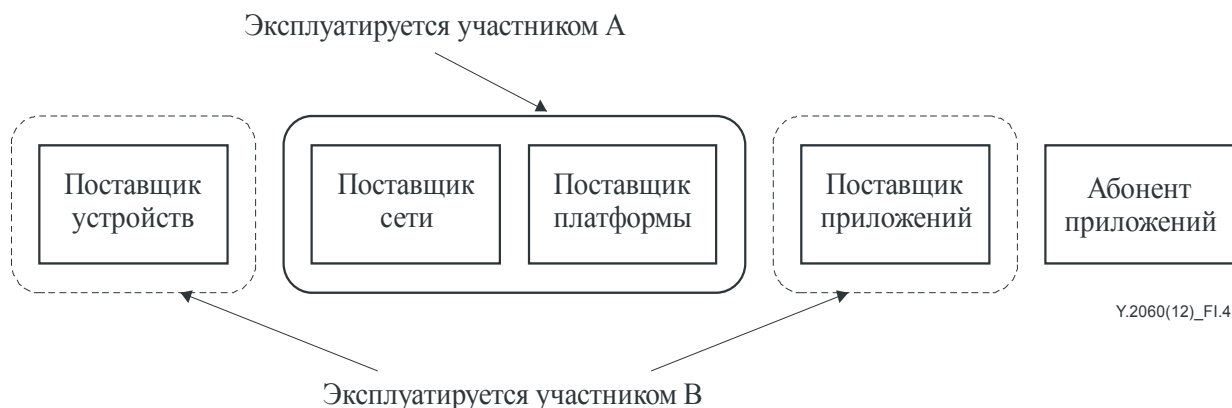 Эксплуатируется участником А
Поставщик
устройств
Поставщик
сети
Поставщик
платформы
Поставщик
приложений
Абонент
приложений
Y.2060(12)_FI.4
Эксплуатируется участником В